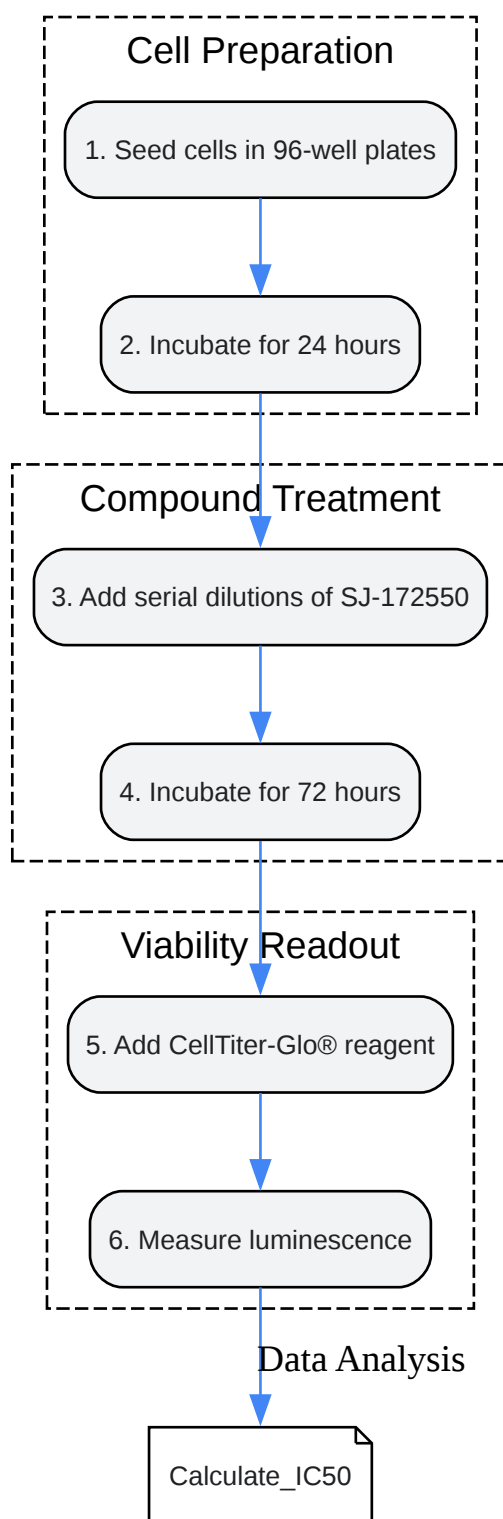 Cell Preparation
1. Seed cells in 96-well plates
2. Incubate for 24 hours
Compound Treatment
3. Add serial dilutions of SJ-172550
4. Incubate for 72 hours
Viability Readout
5. Add CellTiter-Glo® reagent
6. Measure luminescence
Data Analysis
Calculate_IC50